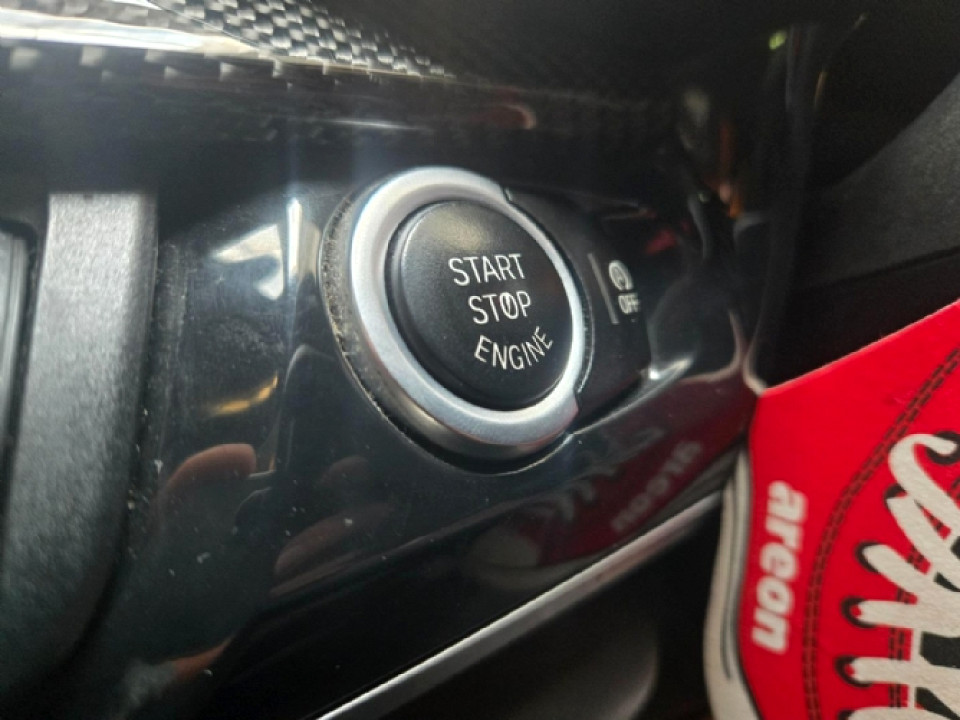 START
STOP
ENGINE
OFF
areon